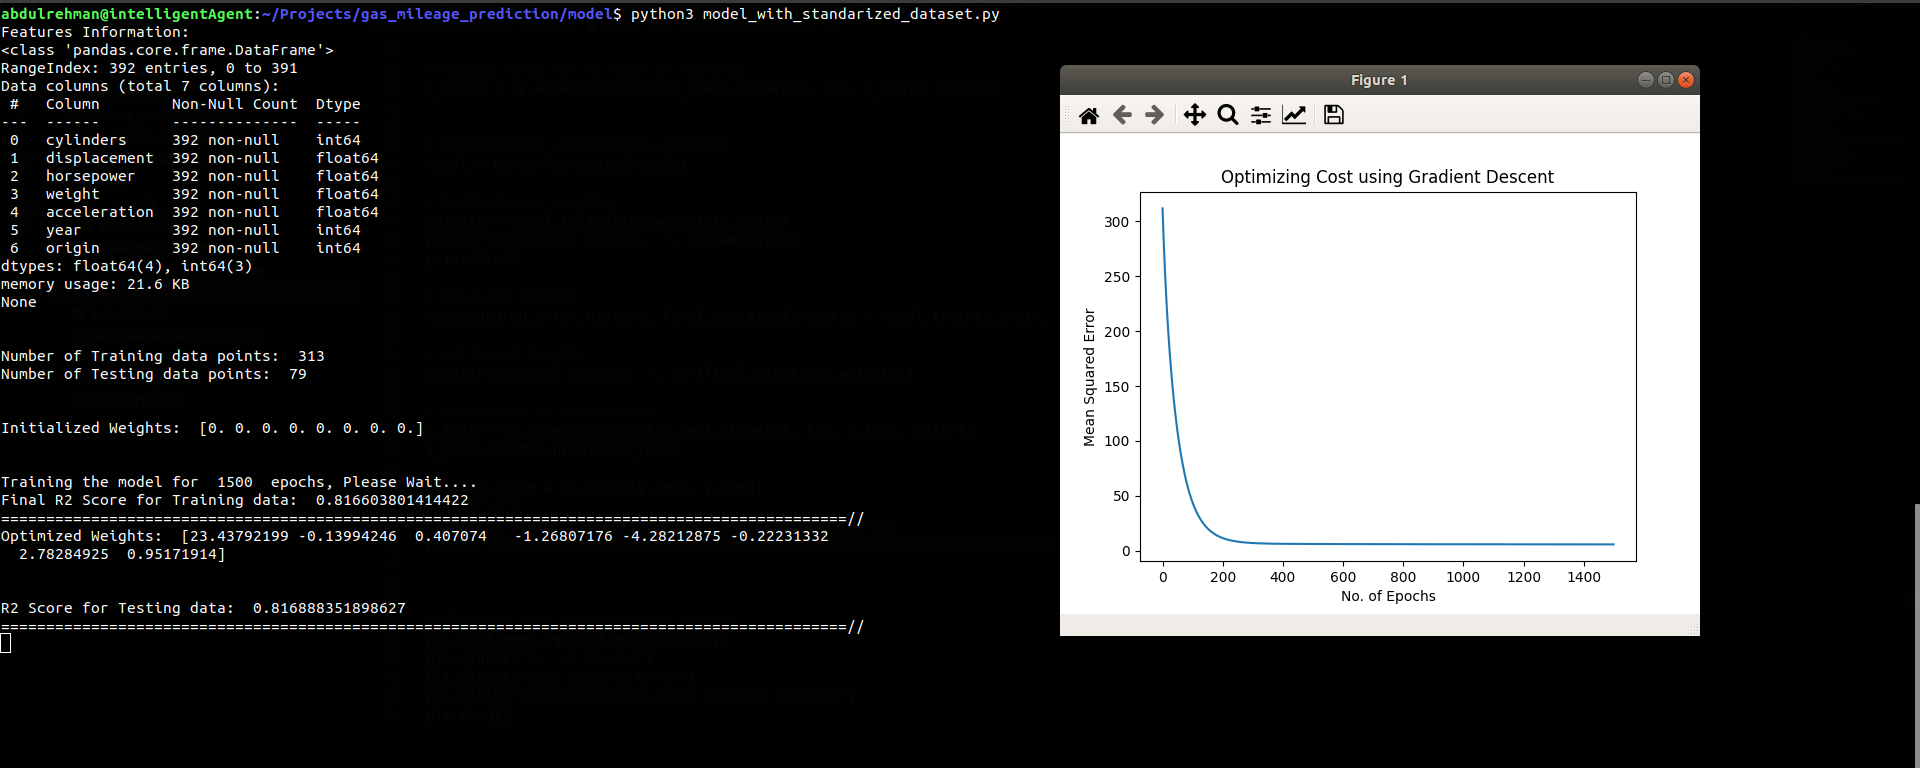 abdulrehman@intelligentAgent:~/Projects/gas_mileage_prediction/model$ python3 model_with_standarized_dataset.py
Features Information:
<class 'pandas.core.frame.DataFrame'>
RangeIndex: 392 entries, 0 to 391
Data columns (total 7 columns):
 #   Column        Non-Null Count  Dtype
---  ------        --------------  -----
 0   cylinders     392 non-null    int64
 1   displacement  392 non-null    float64
 2   horsepower    392 non-null    float64
 3   weight        392 non-null    float64
 4   acceleration  392 non-null    float64
 5   year          392 non-null    int64
 6   origin        392 non-null    int64
dtypes: float64(4), int64(3)
memory usage: 21.6 KB
None
Number of Training data points:  313
Number of Testing data points:  79
Initialized Weights:  [0. 0. 0. 0. 0. 0. 0. 0.]
Training the model for  1500  epochs, Please Wait....
Final R2 Score for Training data:  0.816603801414422
==============================================================================================//
Optimized Weights:  [23.43792199 -0.13994246  0.407074   -1.26807176 -4.28212875 -0.22231332
  2.78284925  0.95171914]
R2 Score for Testing data:  0.816888351898627
==============================================================================================//
Figure 1
Optimizing Cost using Gradient Descent
Mean Squared Error
300
250
200
150
100
50
0
0 200 400 600 800 1000 1200 1400
No. of Epochs